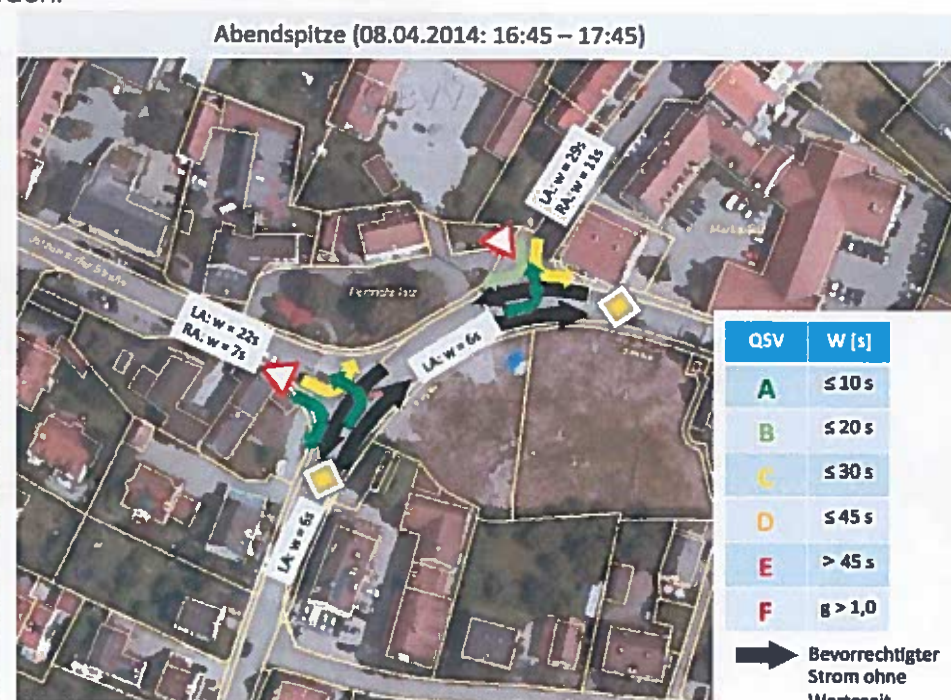 Abendspitze (08.04.2014: 16:45 – 17:45)
LA: w = 29s
RA: w = 11s
LA: w = 22s
RA: w = 7s
LA: w = 6s
LA: w = 6s
QSV W [s]
A ≤ 10 s
B ≤ 20 s
C ≤ 30 s
D ≤ 45 s
E > 45 s
F g > 1,0
Bevorrechtigter
Strom ohne